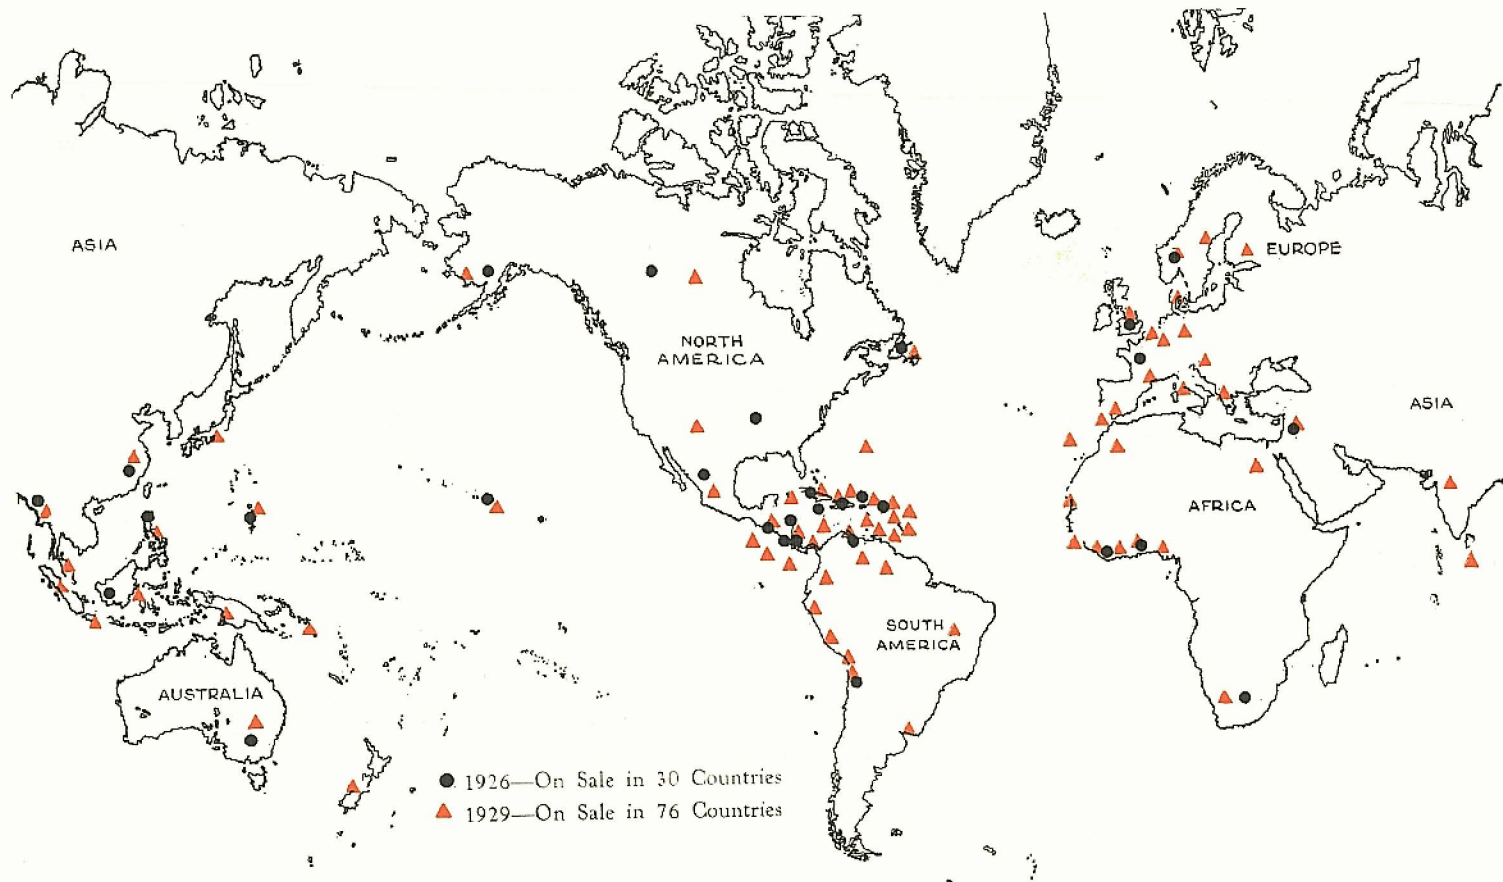 ASIA
EUROPE
NORTH
AMERICA
ASIA
AFRICA
SOUTH
AMERICA
AUSTRALIA
1926—On Sale in 30 Countries
1929—On Sale in 76 Countries